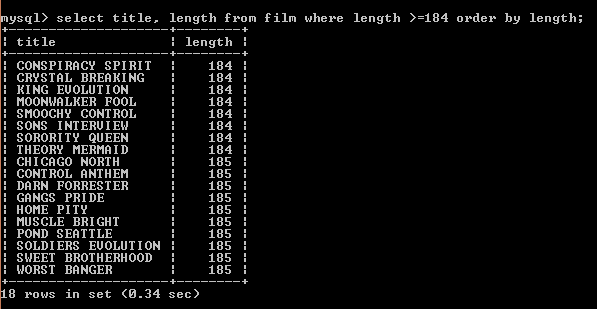 mysql> select title, length from film where length >=184 order by length;
+--------------------+--------+
| title              | length |
+--------------------+--------+
| CONSPIRACY SPIRIT  |    184 |
| CRYSTAL BREAKING   |    184 |
| KING EVOLUTION     |    184 |
| MOONWALKER FOOL    |    184 |
| SMOOCHY CONTROL    |    184 |
| SONS INTERVIEW     |    184 |
| SORORITY QUEEN     |    184 |
| THEORY MERMAID     |    184 |
| CHICAGO NORTH      |    185 |
| CONTROL ANTHEM     |    185 |
| DARN FORRESTER     |    185 |
| GANGS PRIDE        |    185 |
| HOME PITY          |    185 |
| MUSCLE BRIGHT      |    185 |
| POND SEATTLE       |    185 |
| SOLDIERS EVOLUTION |    185 |
| SWEET BROTHERHOOD  |    185 |
| WORST BANGER       |    185 |
+--------------------+--------+
18 rows in set (0.34 sec)